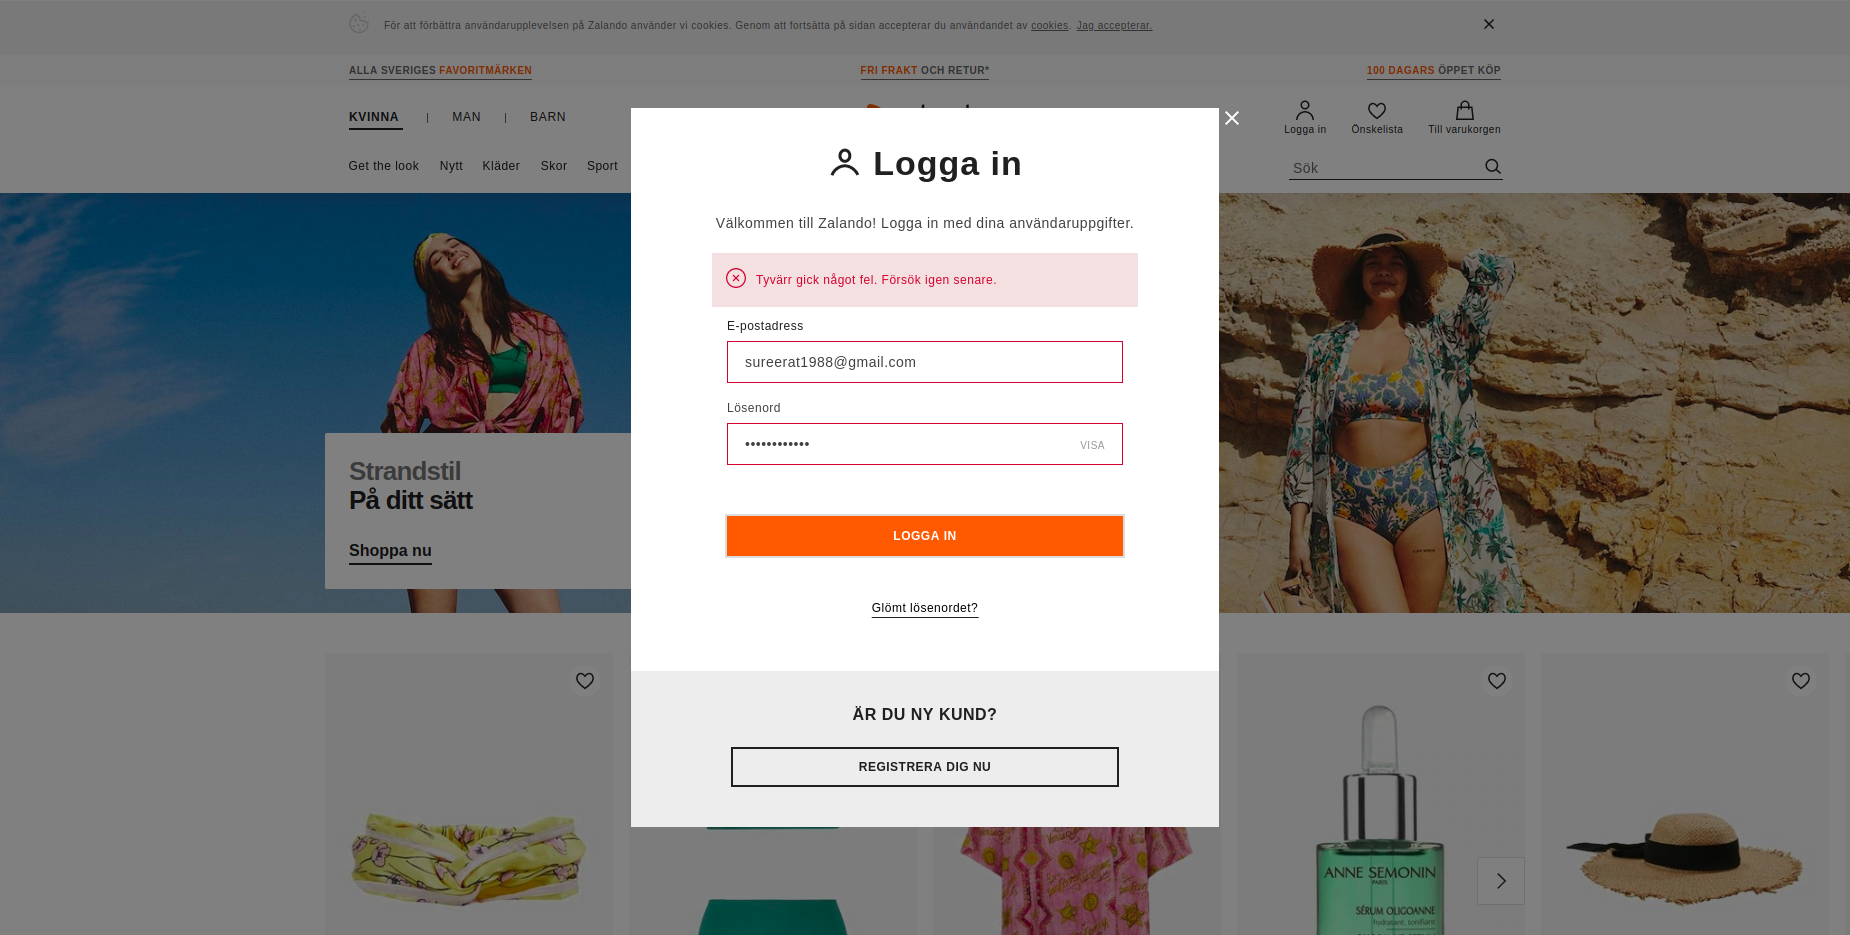 För att förbättra användarupplevelsen på Zalando använder vi cookies. Genom att fortsätta på sidan accepterar du användandet av cookies. Jag accepterar.
ALLA SVERIGES FAVORITMÄRKEN
FRI FRAKT OCH RETUR*
100 DAGARS ÖPPET KÖP
KVINNA | MAN | BARN
Logga in
Önskelista
Till varukorgen
Get the look Nytt Kläder Skor Sport
Sök
Logga in
Välkommen till Zalando! Logga in med dina användaruppgifter.
Tyvärr gick något fel. Försök igen senare.
E-postadress
sureerat1988@gmail.com
Lösenord
••••••••••••
VISA
LOGGA IN
Glömt lösenordet?
ÄR DU NY KUND?
REGISTRERA DIG NU
Strandstil
På ditt sätt
Shoppa nu
ANNE SEMONIN
PARIS
SÉRUM OLIGOANNE
hydratant, tonifiant